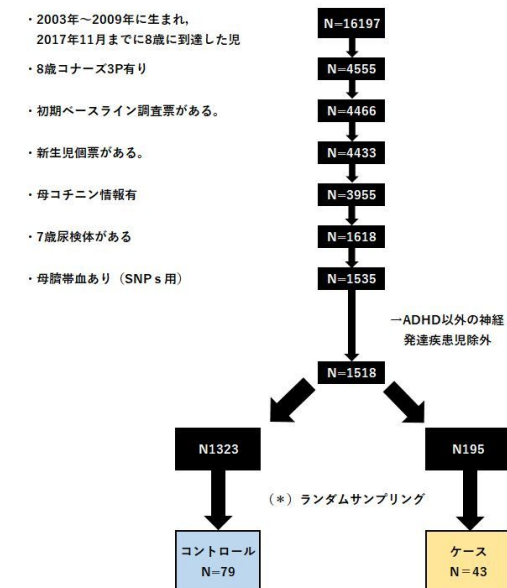 ・2003年～2009年に生まれ,
2017年11月までに8歳に到達した児
N=16197
・8歳コナーズ3P有り
N=4555
・初期ベースライン調査票がある。
N=4466
・新生児個票がある。
N=4433
・母コチニン情報有
N=3955
・7歳尿検体がある
N=1618
・母臍帯血あり（SNPｓ用）
N=1535
→ADHD以外の神経
発達疾患児除外
N=1518
N1323
N195
（＊）ランダムサンプリング
コントロール
N=79
ケース
N＝43